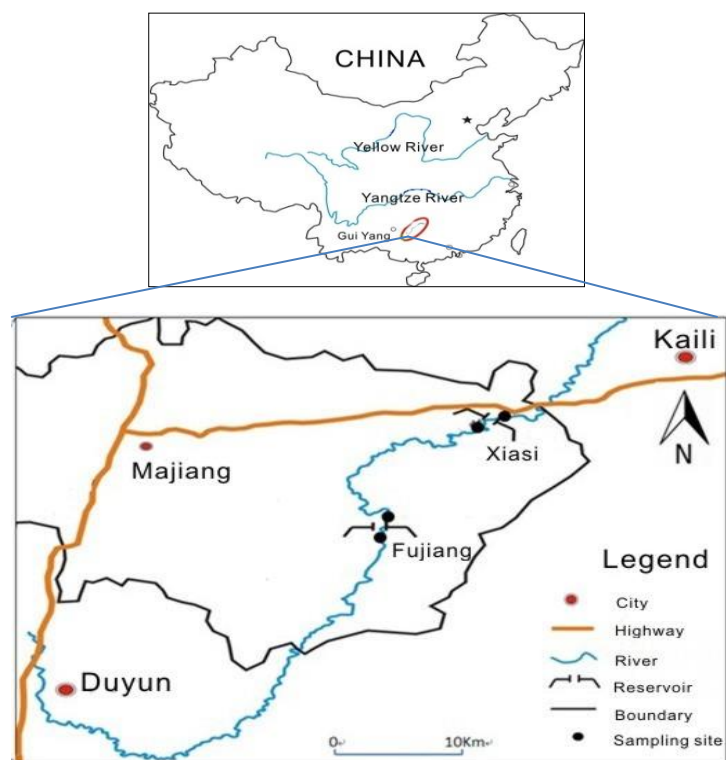 CHINA
Yellow River
Yangtze River
Gui Yang
Kaili
N
Xiasi
Majiang
Fujiang
Duyun
Legend
City
Highway
River
Reservoir
Boundary
Sampling site
0 10Km